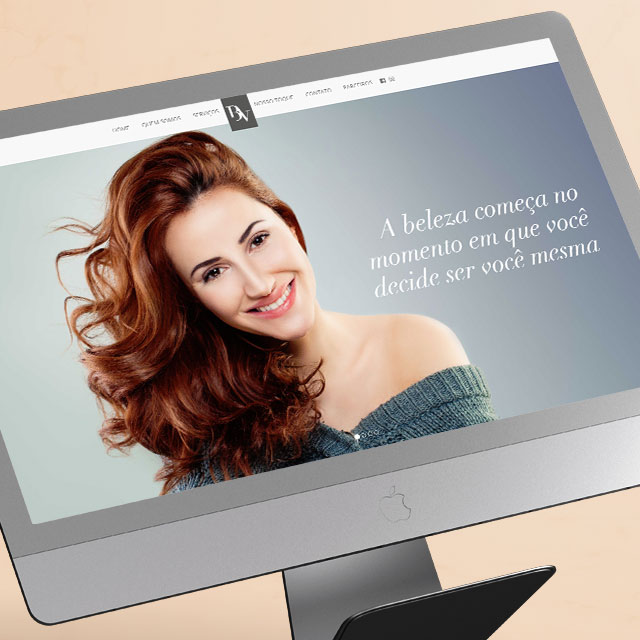 HOME QUEM SOMOS SERVIÇOS DV NOSSO TOQUE CONTATO PARCEIROS
A beleza começa no
momento em que você
decide ser você mesma